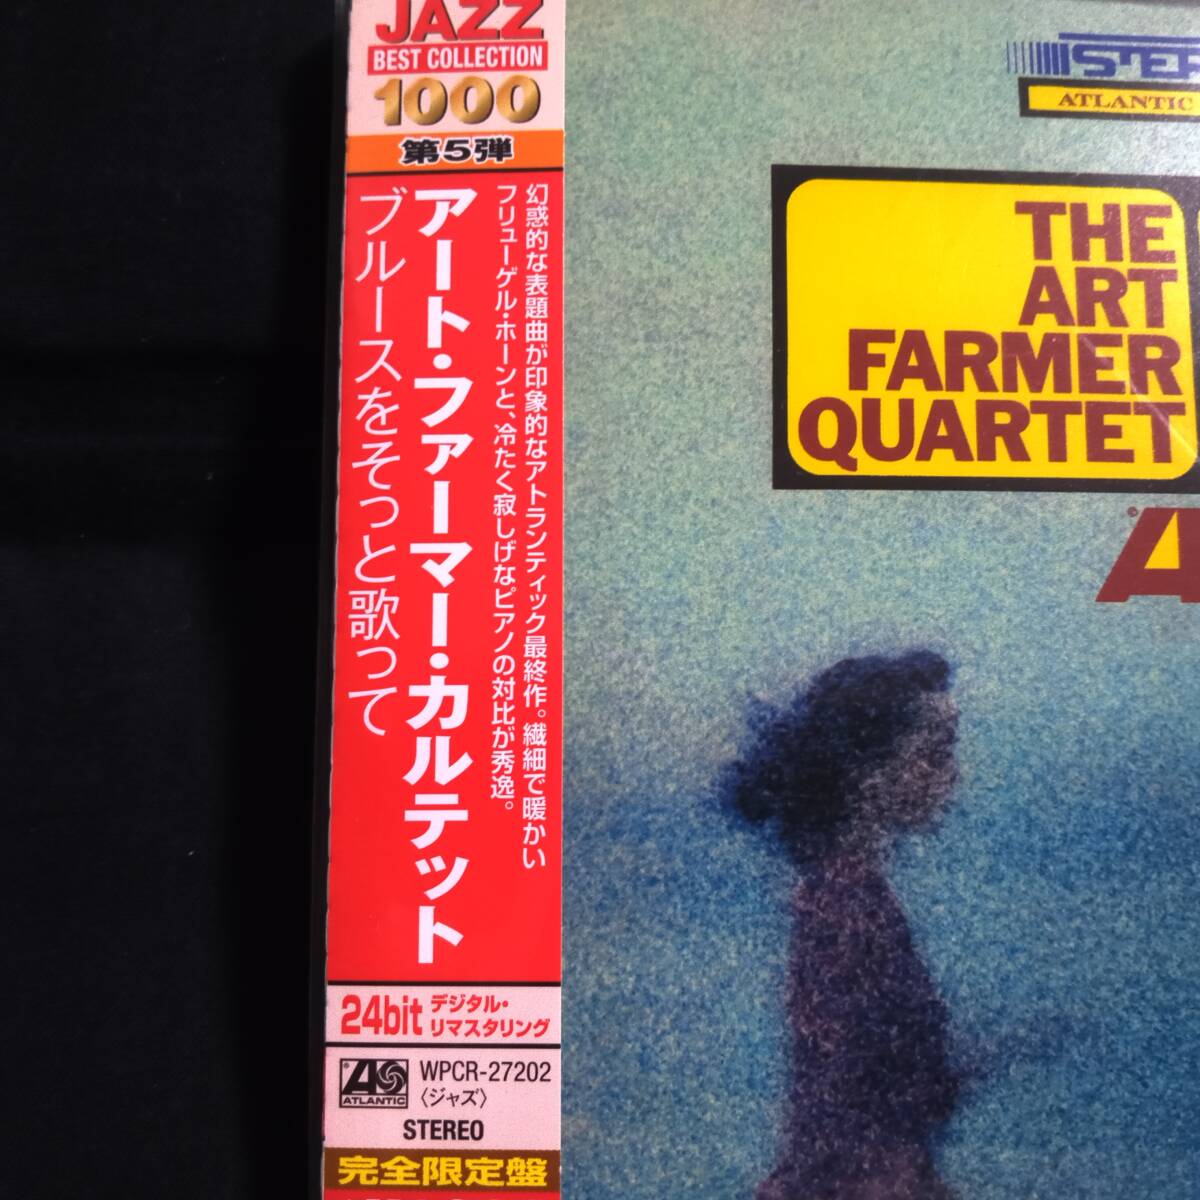 JAZZ
BEST COLLECTION
1000
第5弾
アート・ファーマー・カルテット
ブルースをそっと歌って
幻惑的な表題曲が印象的なアトランティック最終作。繊細で暖かい
フリューゲル・ホーンと、冷たく寂しげなピアノの対比が秀逸。
24bit デジタル・
リマスタリング
ATLANTIC
WPCR-27202
〈ジャズ〉
STEREO
完全限定盤
ATLANTIC
THE
ART
FARMER
QUARTET
©